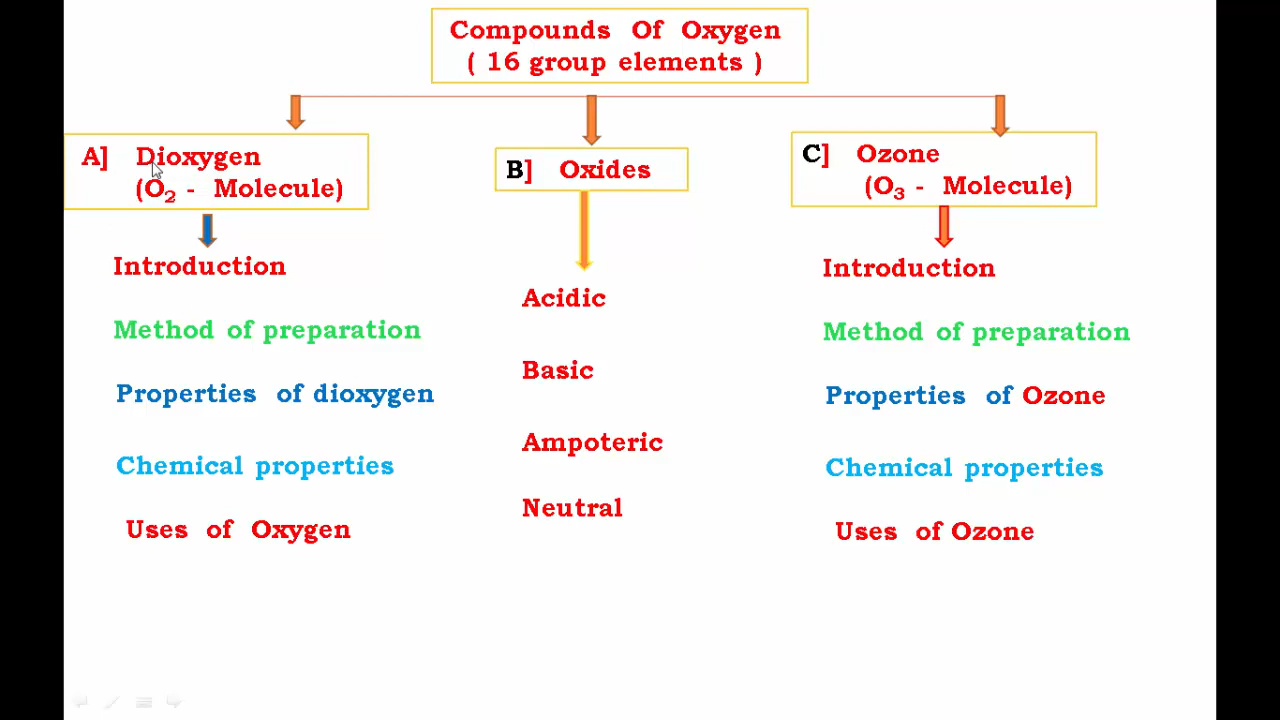 Compounds Of Oxygen
( 16 group elements )
A] Dioxygen
(O₂ - Molecule)
Introduction
Method of preparation
Properties of dioxygen
Chemical properties
Uses of Oxygen
B] Oxides
Acidic
Basic
Ampoteric
Neutral
C] Ozone
(O₃ - Molecule)
Introduction
Method of preparation
Properties of Ozone
Chemical properties
Uses of Ozone